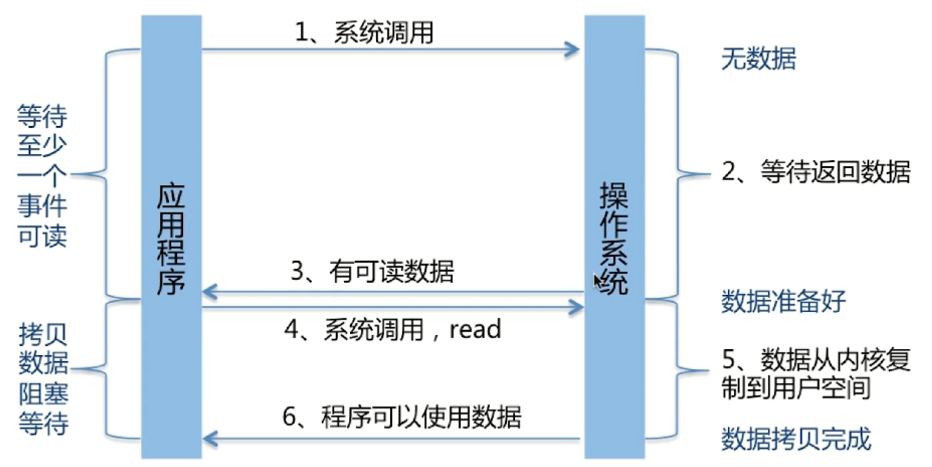 1、系统调用
无数据
等待
至少
一个
事件
可读
2、等待返回数据
应用程序
操作系统
3、有可读数据
数据准备好
4、系统调用，read
拷贝
数据
阻塞
等待
5、数据从内核复
制到用户空间
6、程序可以使用数据
数据拷贝完成